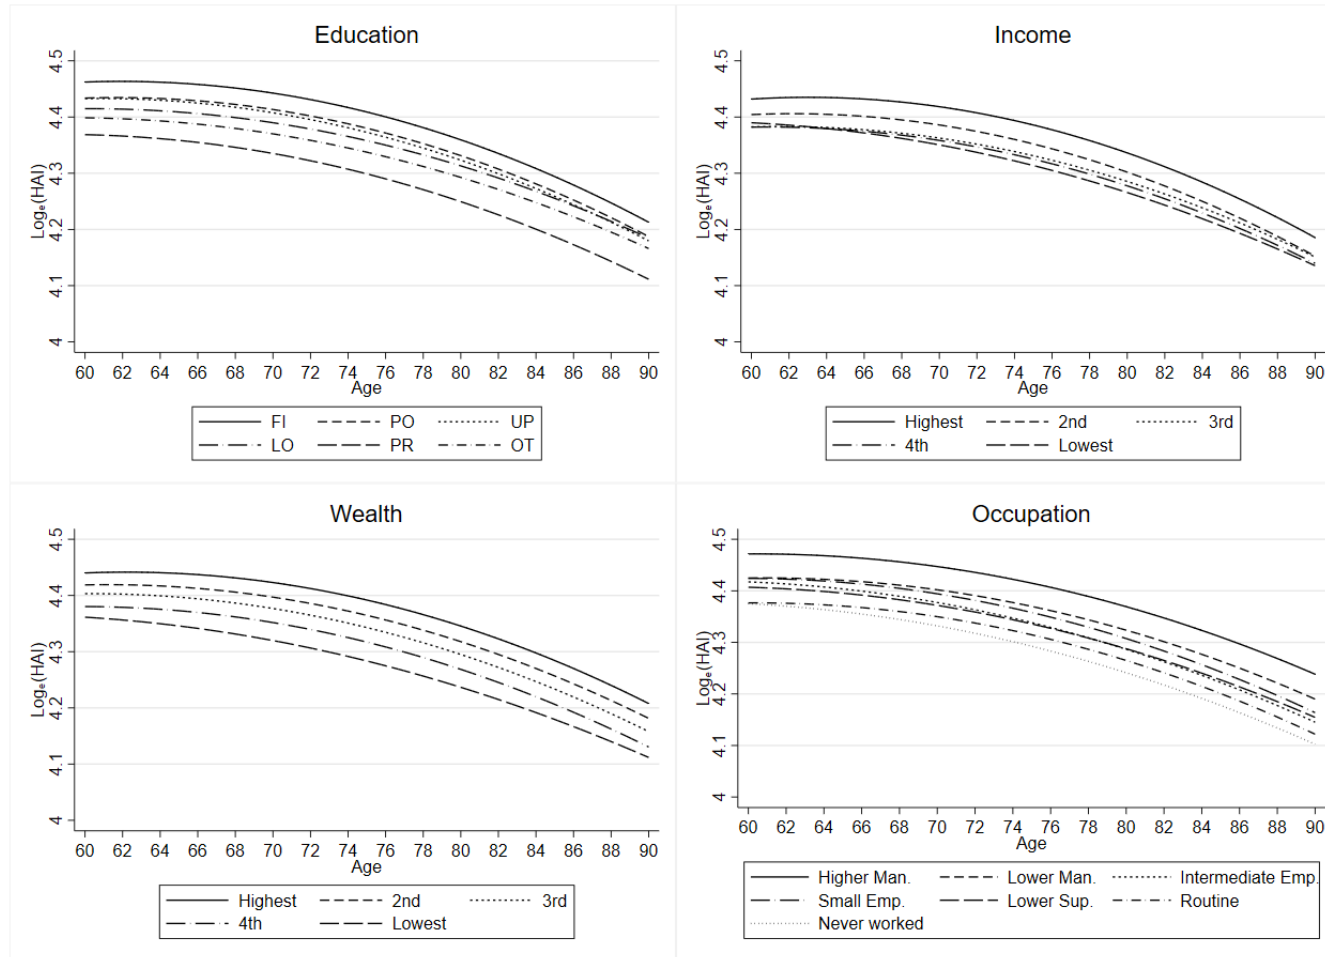 Education
Log e (HAI)
4.5
4.4
4.3
4.2
4.1
4
60 62 64 66 68 70 72 74 76 78 80 82 84 86 88 90
Age
FI PO UP
LO PR OT
Income
Log e (HAI)
4.5
4.4
4.3
4.2
4.1
4
60 62 64 66 68 70 72 74 76 78 80 82 84 86 88 90
Age
Highest 2nd 3rd
4th Lowest
Wealth
Log e (HAI)
4.5
4.4
4.3
4.2
4.1
4
60 62 64 66 68 70 72 74 76 78 80 82 84 86 88 90
Age
Highest 2nd 3rd
4th Lowest
Occupation
Log e (HAI)
4.5
4.4
4.3
4.2
4.1
4
60 62 64 66 68 70 72 74 76 78 80 82 84 86 88 90
Age
Higher Man. Lower Man. Intermediate Emp.
Small Emp. Lower Sup. Routine
Never worked